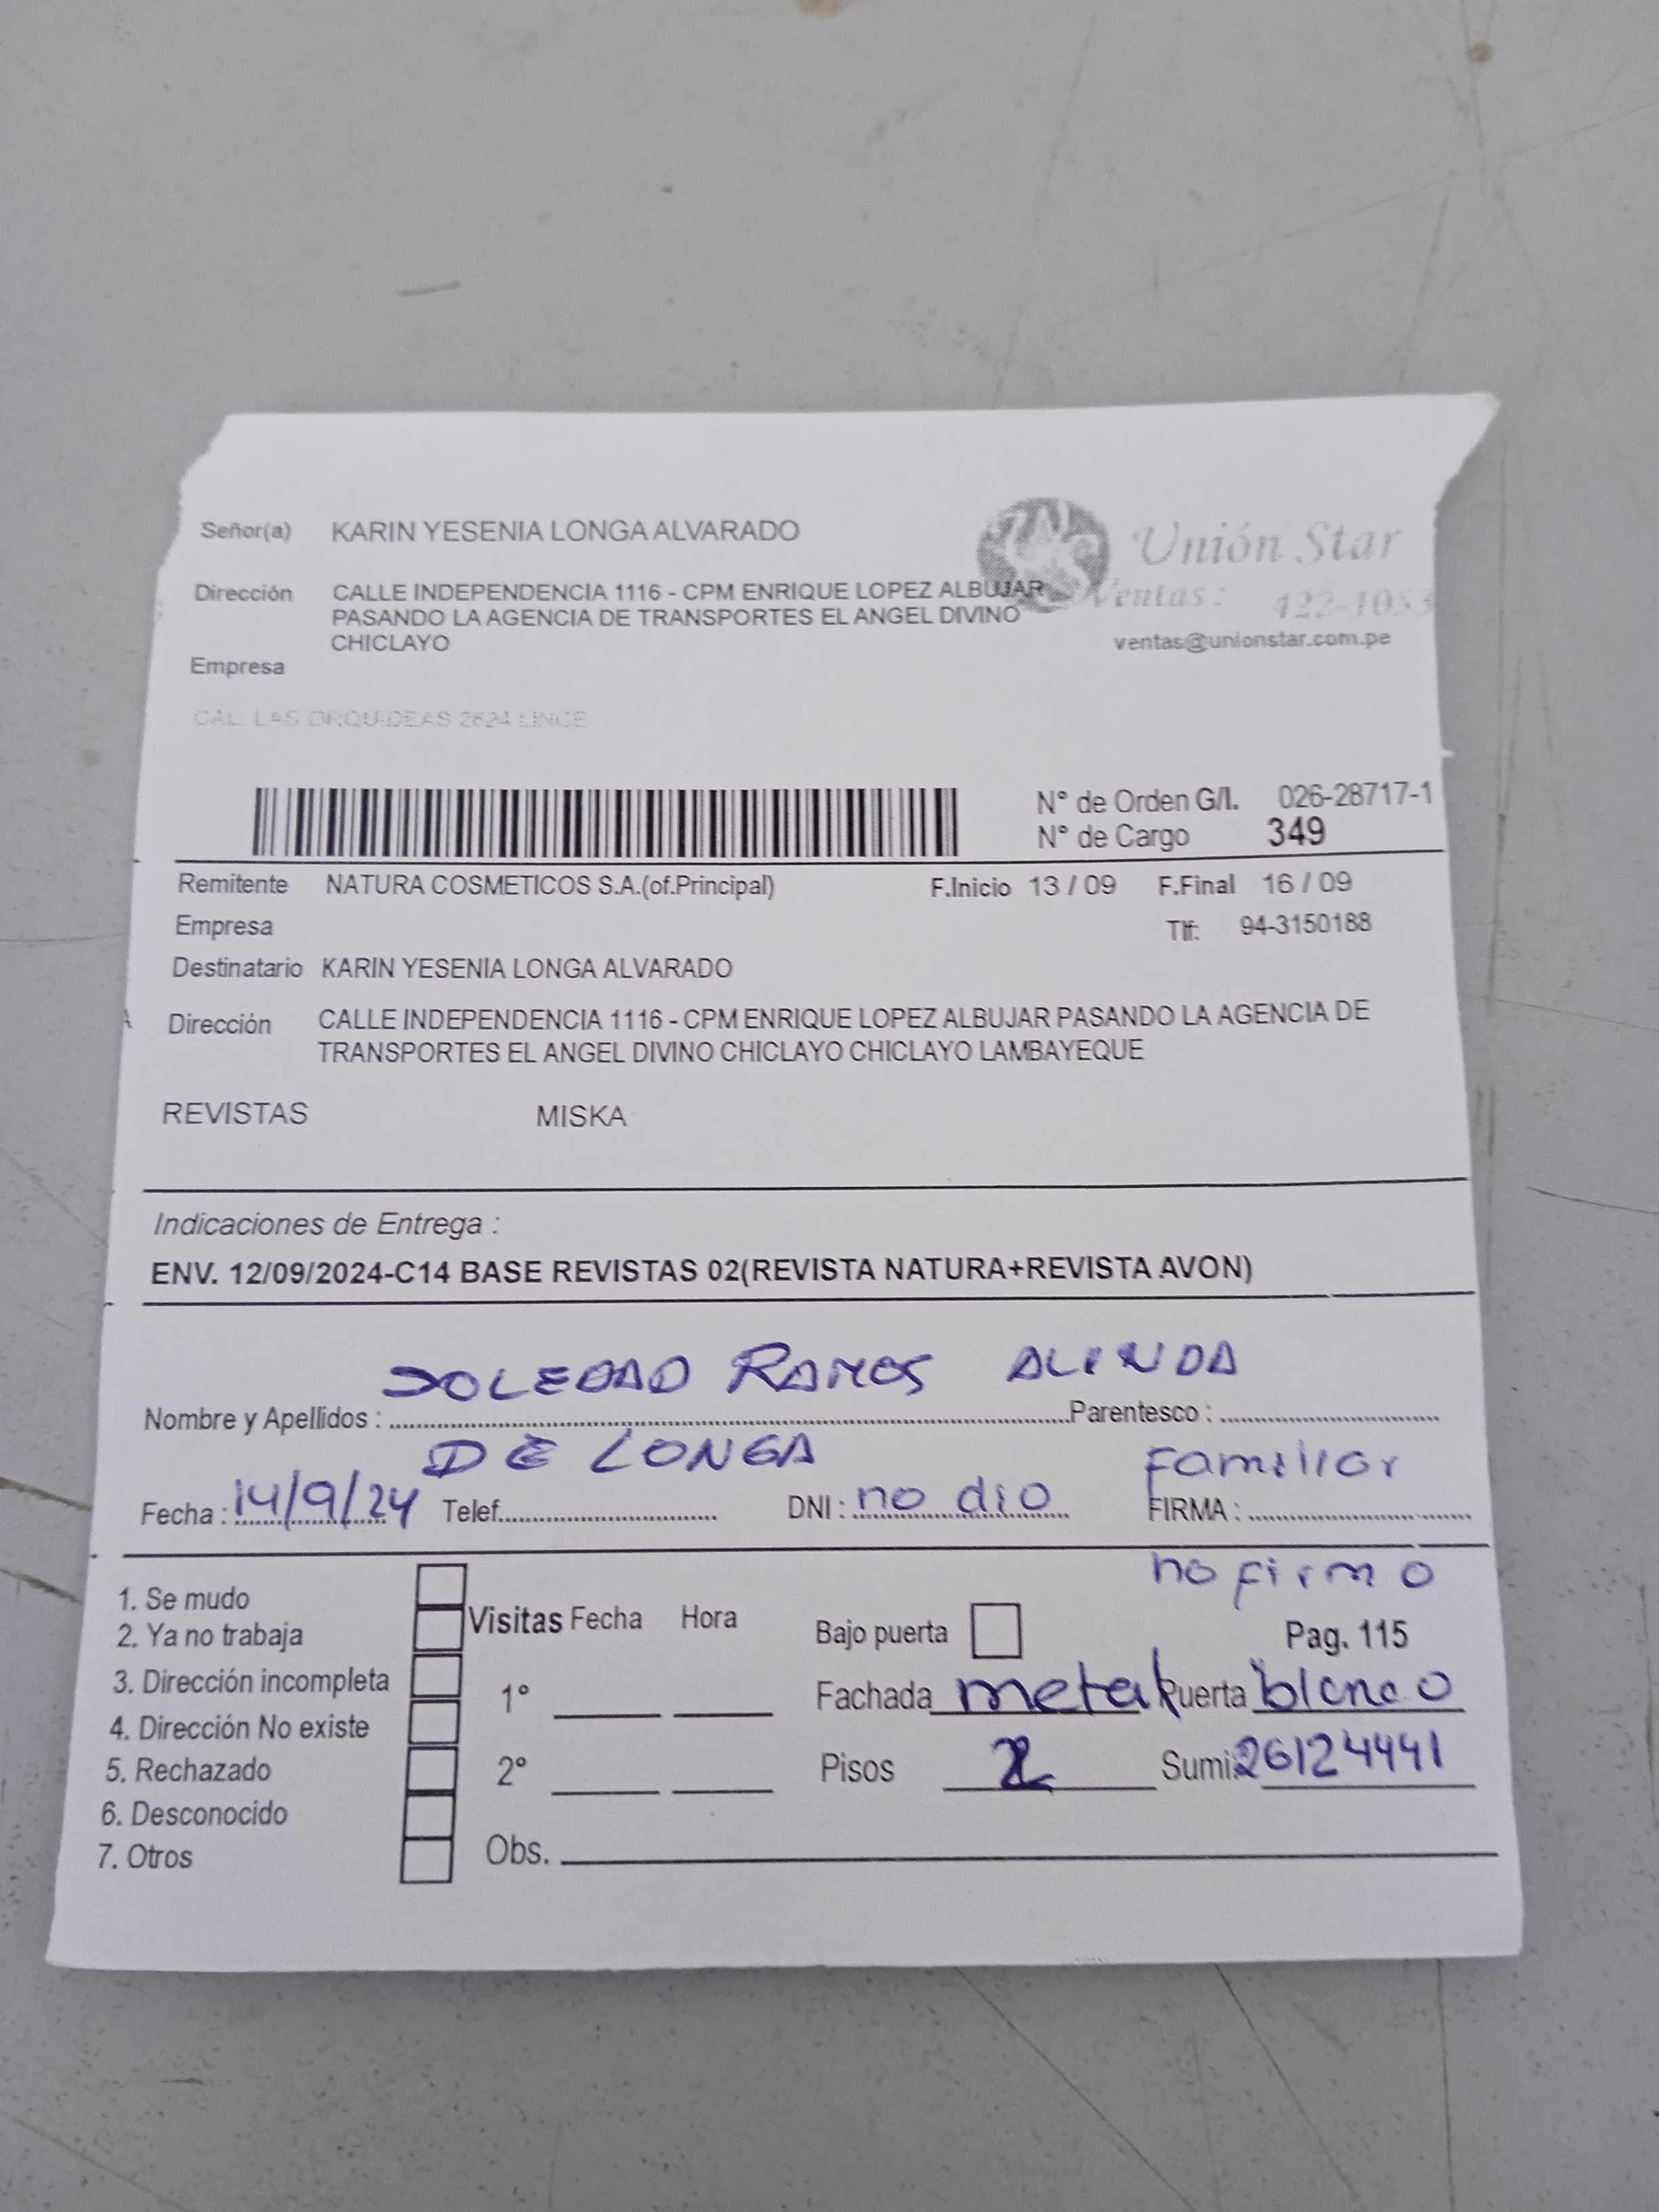 Señor(a) KARIN YESENIA LONGA ALVARADO
Unión Star
Dirección CALLE INDEPENDENCIA 1116 - CPM ENRIQUE LOPEZ ALBUJAR
Ventas: 422-1053
PASANDO LA AGENCIA DE TRANSPORTES EL ANGEL DIVINO
CHICLAYO
ventas@unionstar.com.pe
Empresa
CAL. LAS ORQUIDEAS 2624 LINCE
N° de Orden G/I. 026-28717-1
N° de Cargo 349
Remitente NATURA COSMETICOS S.A.(of.Principal) F.Inicio 13 / 09 F.Final 16 / 09
Empresa Tlf: 94-3150188
Destinatario KARIN YESENIA LONGA ALVARADO
Dirección CALLE INDEPENDENCIA 1116 - CPM ENRIQUE LOPEZ ALBUJAR PASANDO LA AGENCIA DE
TRANSPORTES EL ANGEL DIVINO CHICLAYO CHICLAYO LAMBAYEQUE
REVISTAS MISKA
Indicaciones de Entrega :
ENV. 12/09/2024-C14 BASE REVISTAS 02(REVISTA NATURA+REVISTA AVON)
SOLEDAD RAMOS ALINDA
Nombre y Apellidos : Parentesco :
DE LONGA familiar
Fecha : 14/9/24 Telef. DNI : no dio FIRMA :
no firmo
1. Se mudo
2. Ya no trabaja
3. Dirección incompleta
4. Dirección No existe
5. Rechazado
6. Desconocido
7. Otros
Visitas Fecha Hora
1°
2°
Obs.
Bajo puerta Pag. 115
Fachada metal Puerta blanco
Pisos 2 Sumi: 26124441